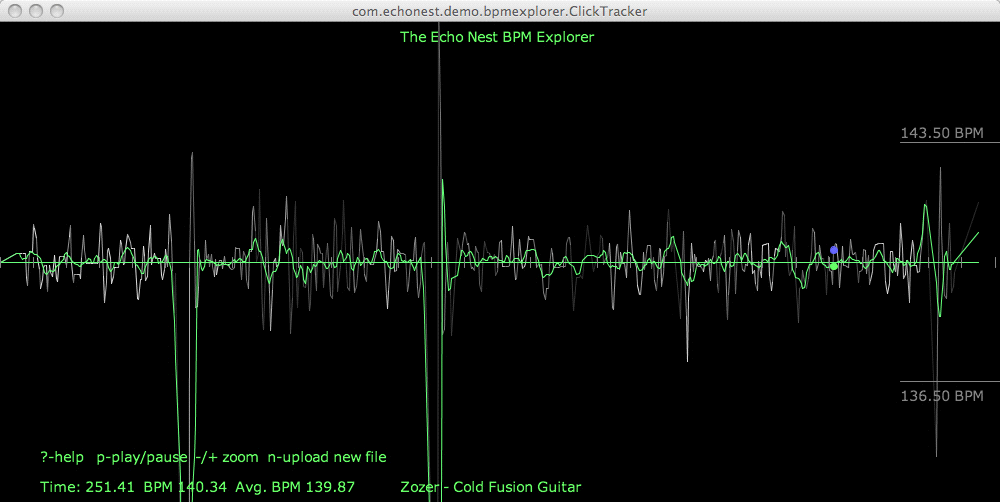 com.echonest.demo.bpmexplorer.ClickTracker
The Echo Nest BPM Explorer
143.50 BPM
136.50 BPM
?-help p-play/pause -/+ zoom n-upload new file
Time: 251.41 BPM 140.34 Avg. BPM 139.87 Zozer - Cold Fusion Guitar